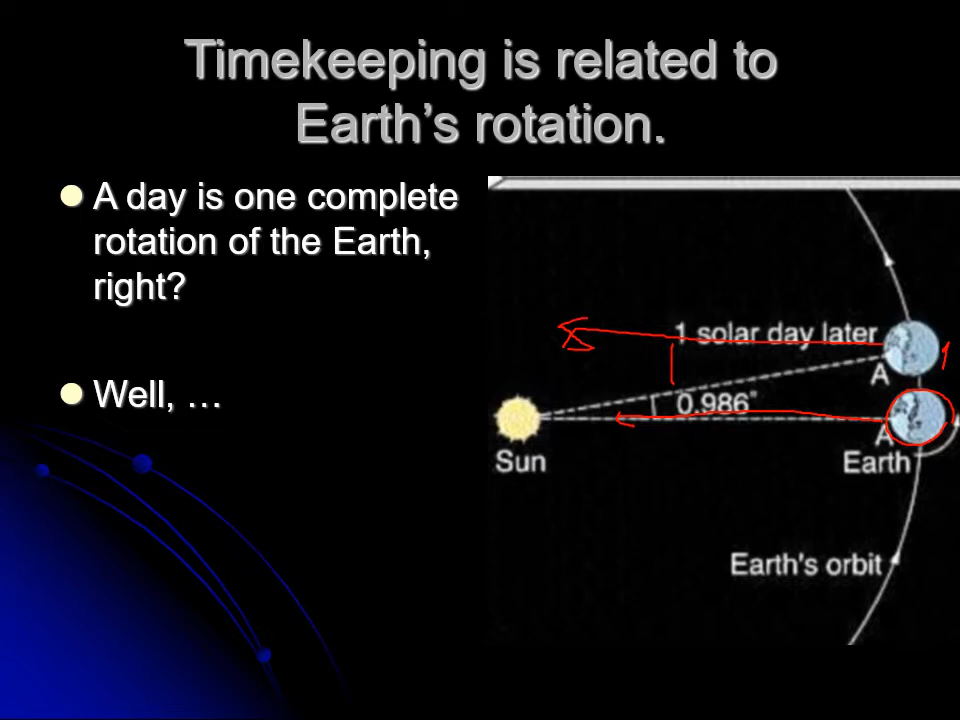 Timekeeping is related to
Earth’s rotation.
A day is one complete
rotation of the Earth,
right?
Well, …
1 solar day later
A
0.986°
A
Sun
Earth
Earth's orbit